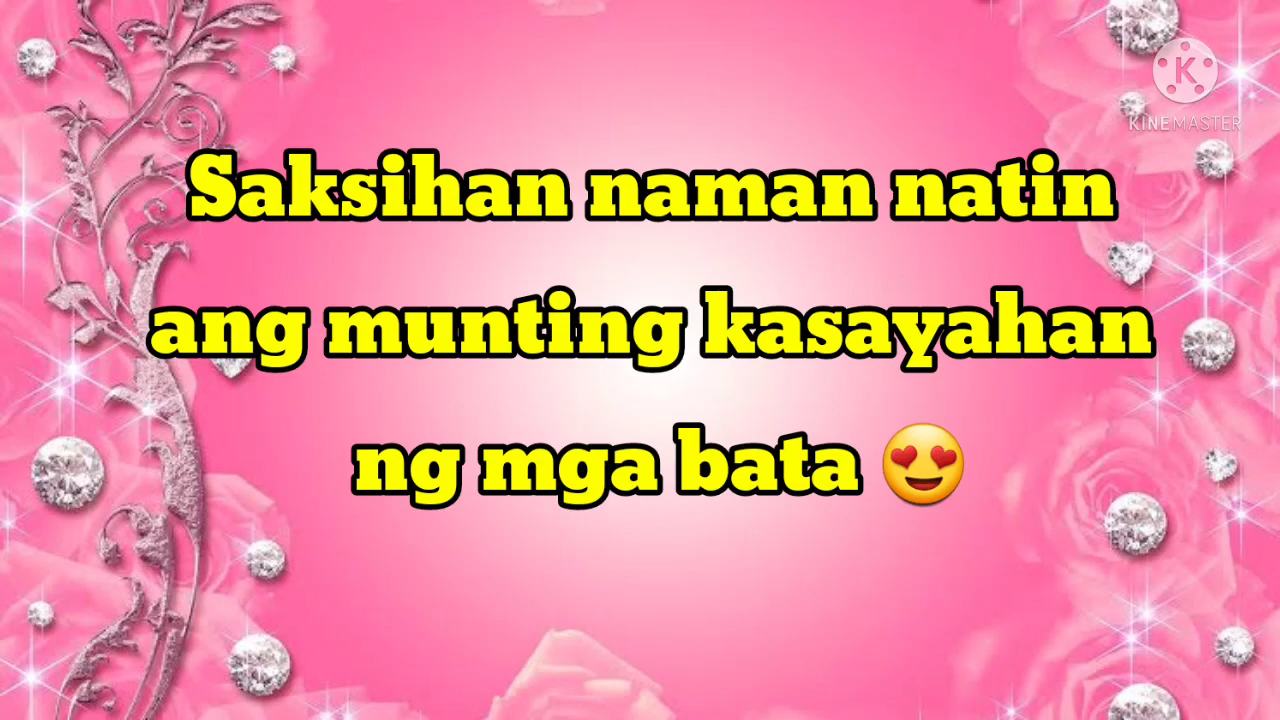 K
KINEMASTER
Saksihan naman natin
ang munting kasayahan
ng mga bata 😍